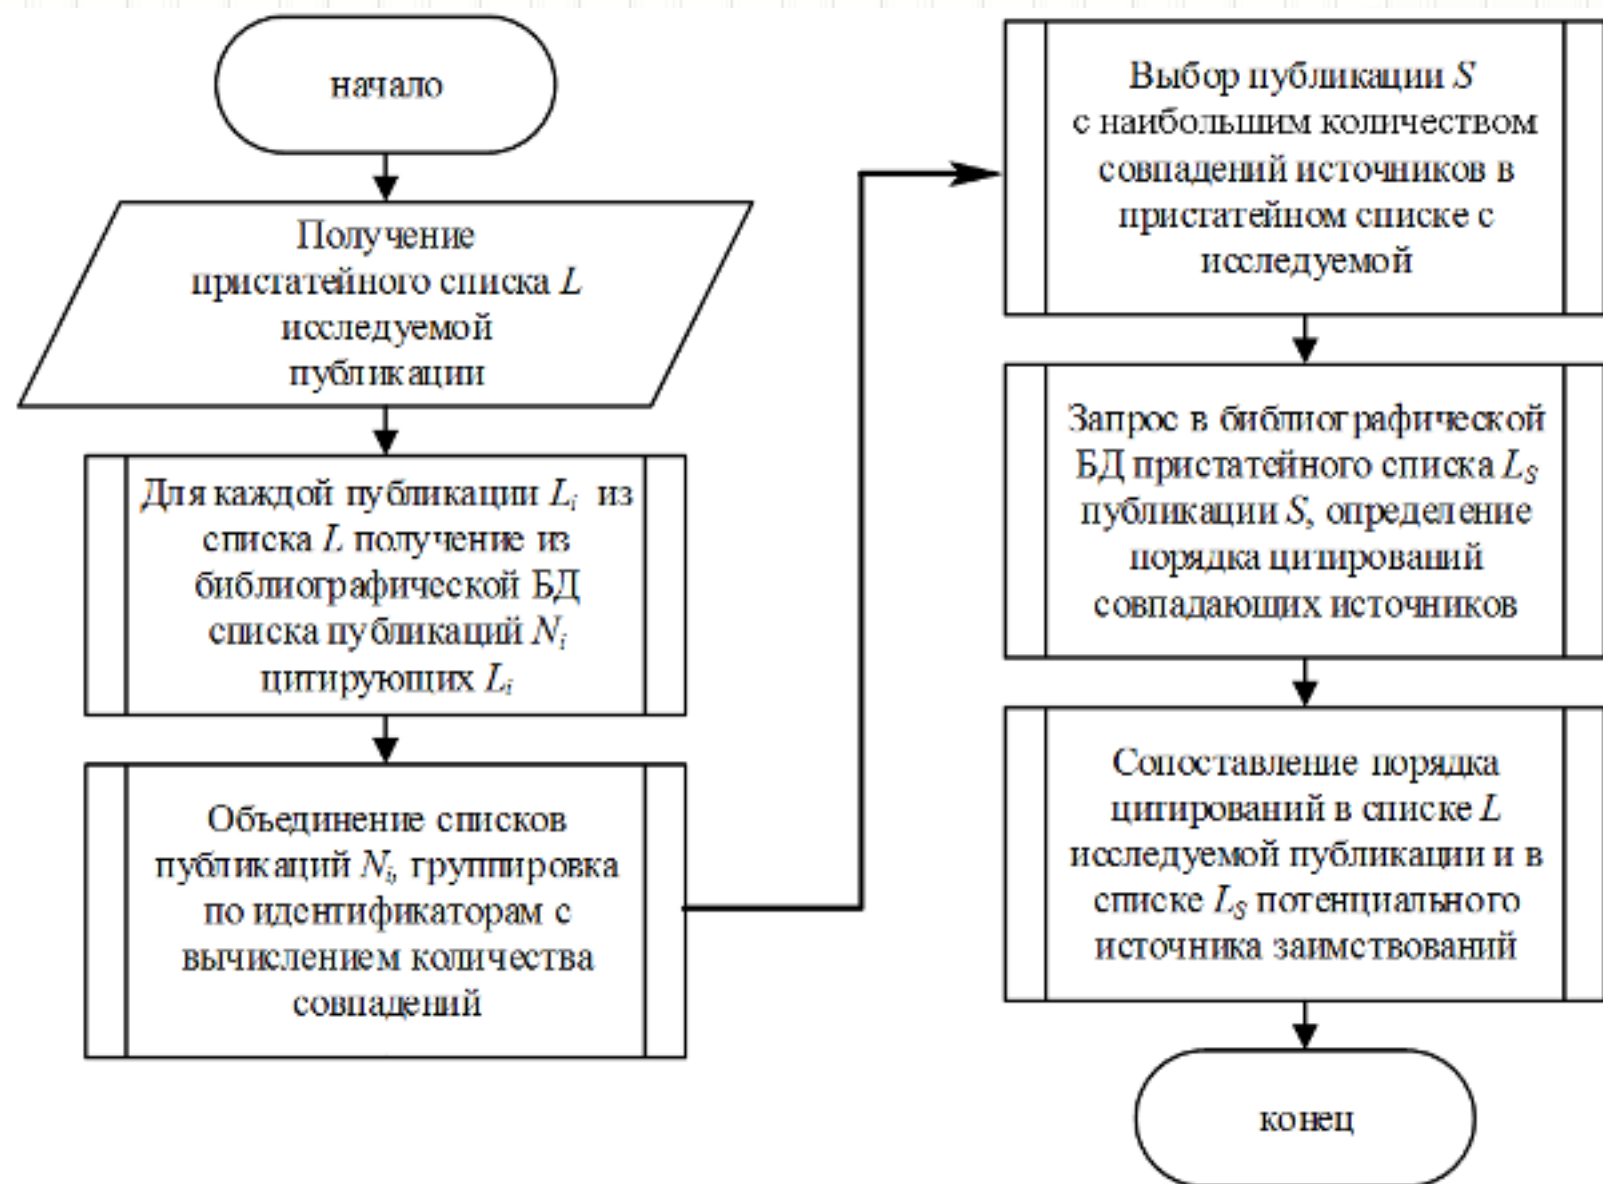 начало
Получение
пристатейного списка L
исследуемой
публикации
Для каждой публикации Li из
списка L получение из
библиографической БД
списка публикаций Ni
цитирующих Li
Объединение списков
публикаций Ni, группировка
по идентификаторам с
вычислением количества
совпадений
Выбор публикации S
с наибольшим количеством
совпадений источников в
пристатейном списке с
исследуемой
Запрос в библиографической
БД пристатейного списка LS
публикации S, определение
порядка цитирований
совпадающих источников
Сопоставление порядка
цитирований в списке L
исследуемой публикации и в
списке LS потенциального
источника заимствований
конец